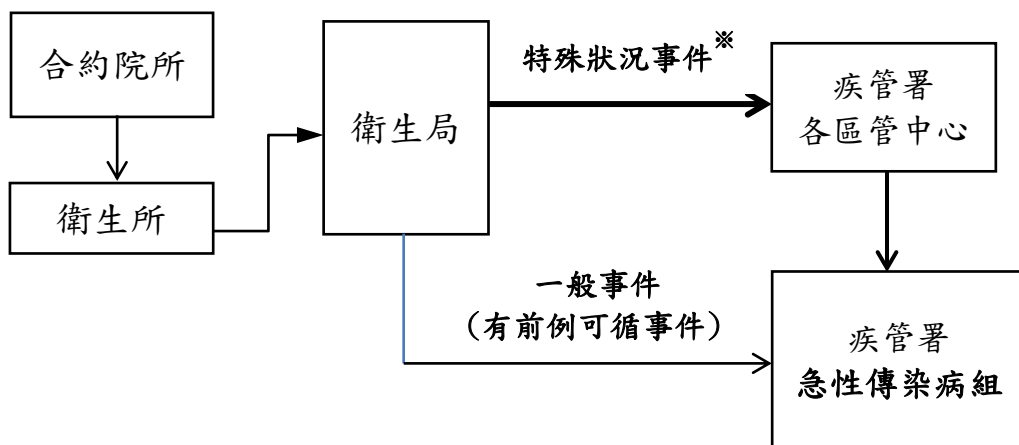 合約院所
衛生所
衛生局
特殊狀況事件※
疾管署
各區管中心
一般事件
(有前例可循事件)
疾管署
急性傳染病組